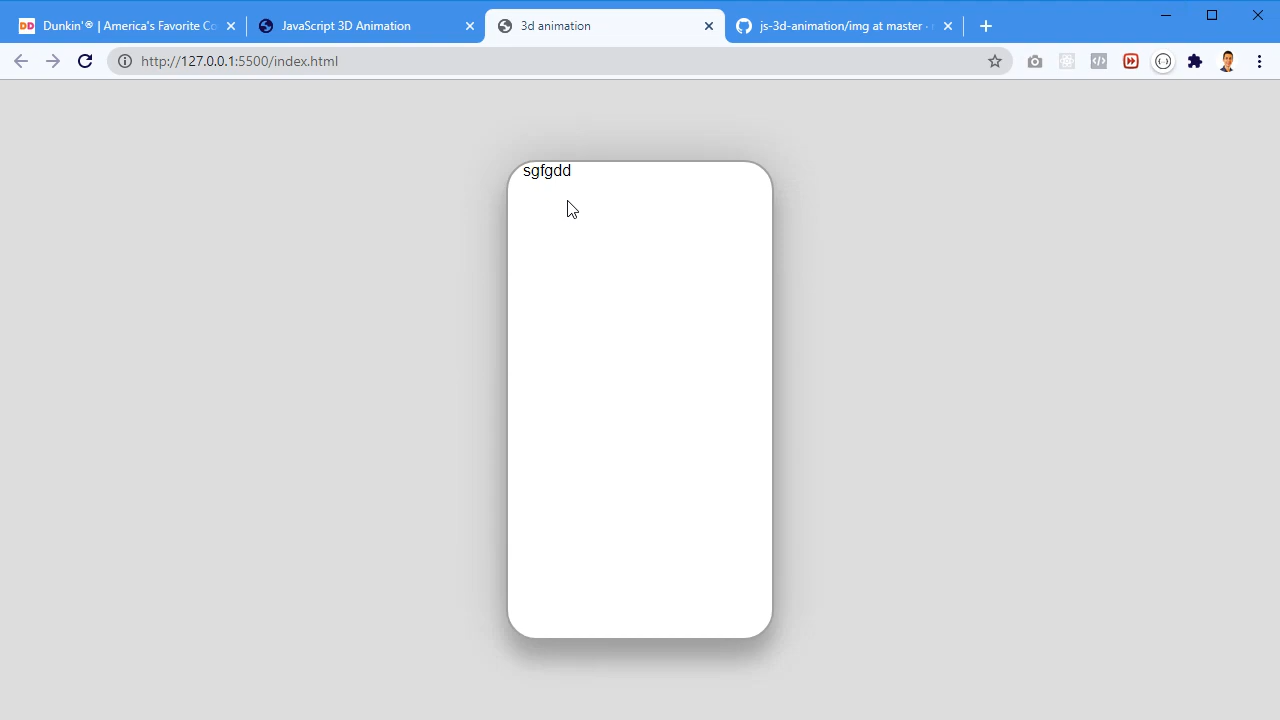 DD Dunkin'® | America's Favorite Co
JavaScript 3D Animation
3d animation
js-3d-animation/img at master ·
http://127.0.0.1:5500/index.html
sgfgdd